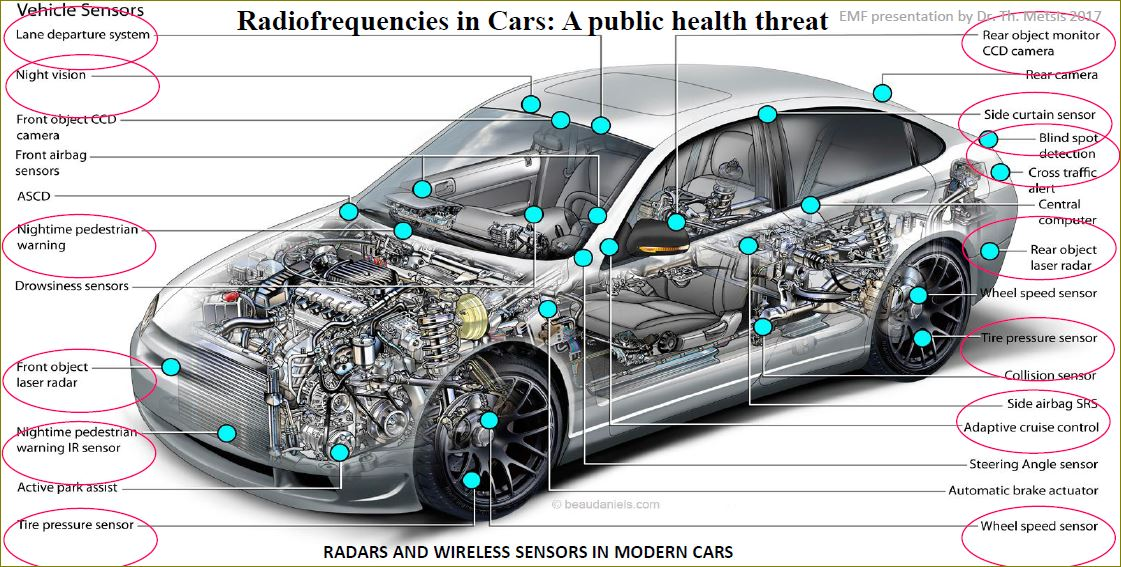 Vehicle Sensors
Radiofrequencies in Cars: A public health threat
EMF presentation by Dr. Th. Metsis 2017
Lane departure system
Night vision
Front object CCD
camera
Front airbag
sensors
ASCD
Nightime pedestrian
warning
Drowsiness sensors
Front object
laser radar
Nightime pedestrian
warning IR sensor
Active park assist
Tire pressure sensor
Rear object monitor
CCD camera
Rear camera
Side curtain sensor
Blind spot
detection
Cross traffic
alert
Central
computer
Rear object
laser radar
Wheel speed sensor
Tire pressure sensor
Collision sensor
Side airbag SRS
Adaptive cruise control
Steering Angle sensor
Automatic brake actuator
Wheel speed sensor
© beaudaniels.com
RADARS AND WIRELESS SENSORS IN MODERN CARS